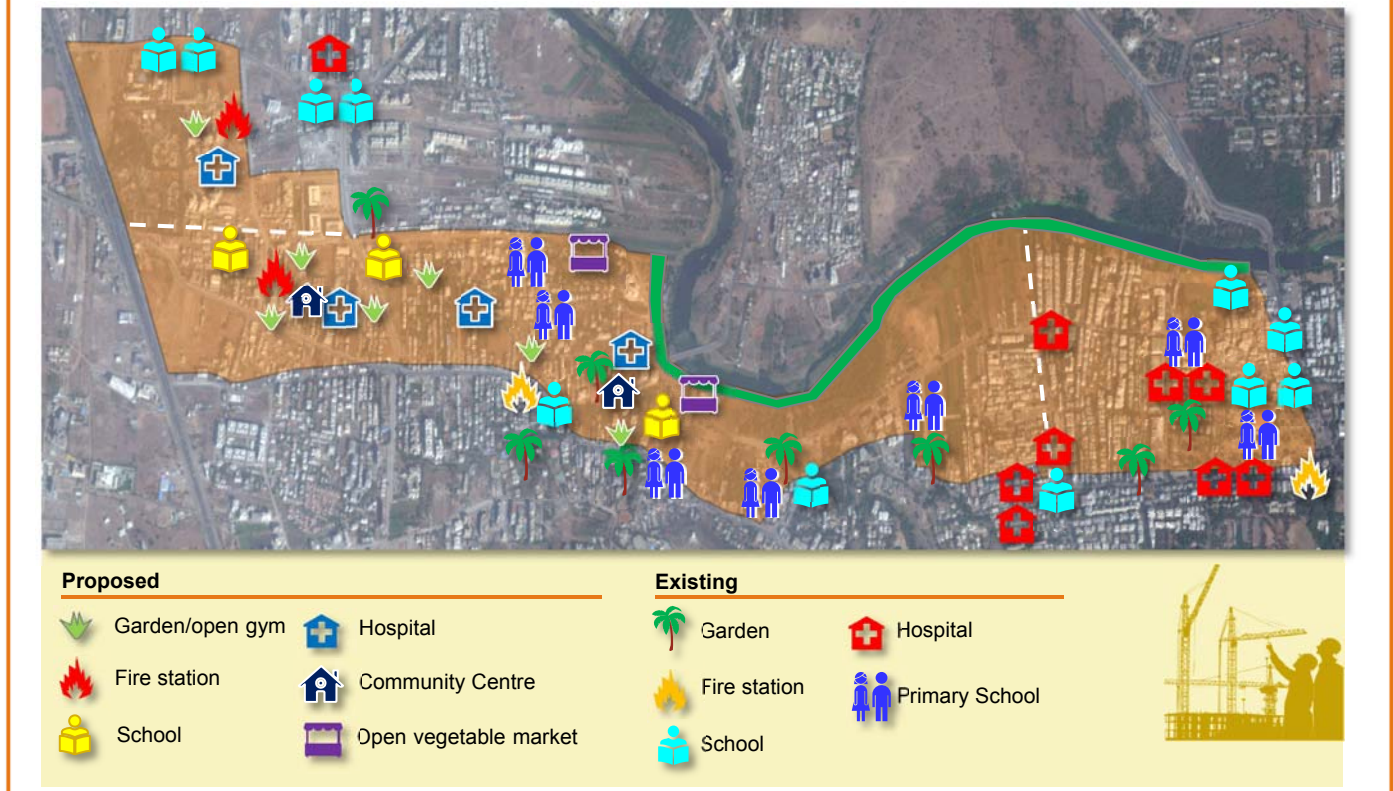 Proposed
Garden/open gym
Hospital
Fire station
Community Centre
School
Open vegetable market
Existing
Garden
Hospital
Fire station
Primary School
School